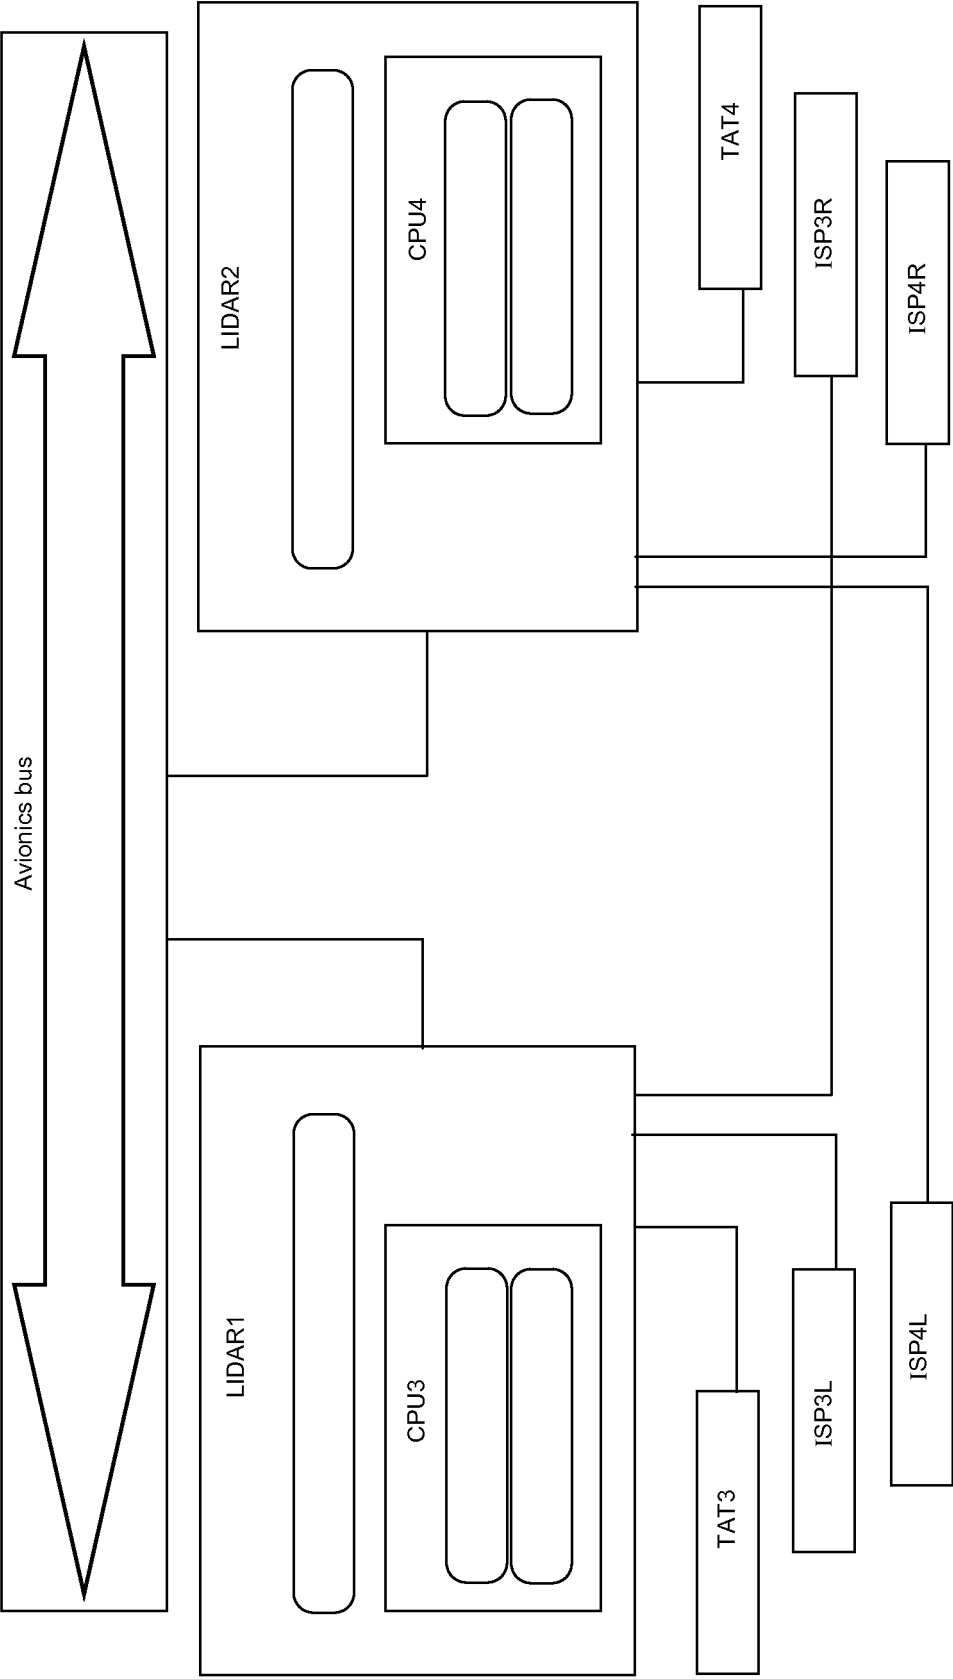 Avionics bus
LIDAR1
LIDAR2
CPU3
CPU4
TAT3
TAT4
ISP3L
ISP3R
ISP4L
ISP4R